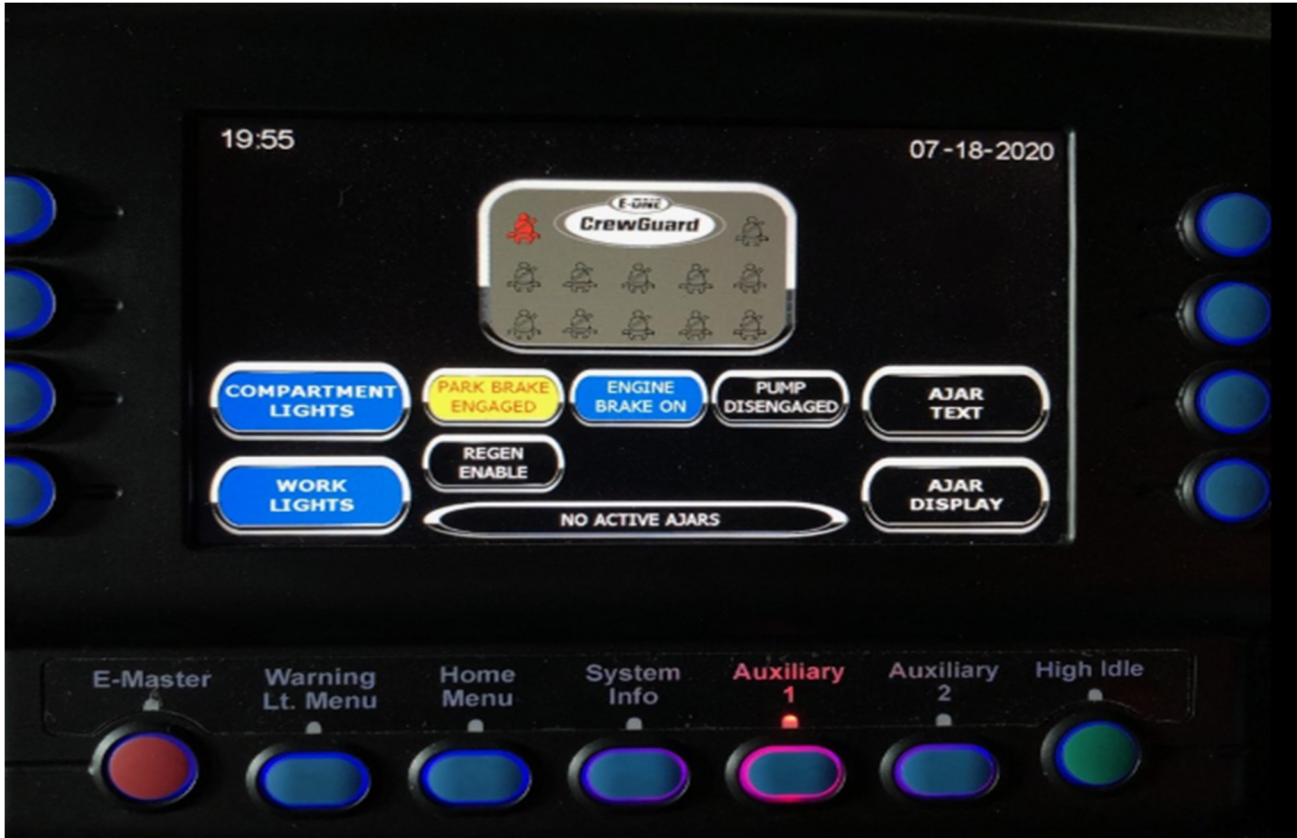 19:55
07-18-2020
E-ONE
CrewGuard
COMPARTMENT
LIGHTS
PARK BRAKE
ENGAGED
ENGINE
BRAKE ON
PUMP
DISENGAGED
AJAR
TEXT
REGEN
ENABLE
WORK
LIGHTS
NO ACTIVE AJARS
AJAR
DISPLAY
E-Master
Warning
Lt. Menu
Home
Menu
System
Info
Auxiliary
1
Auxiliary
2
High Idle